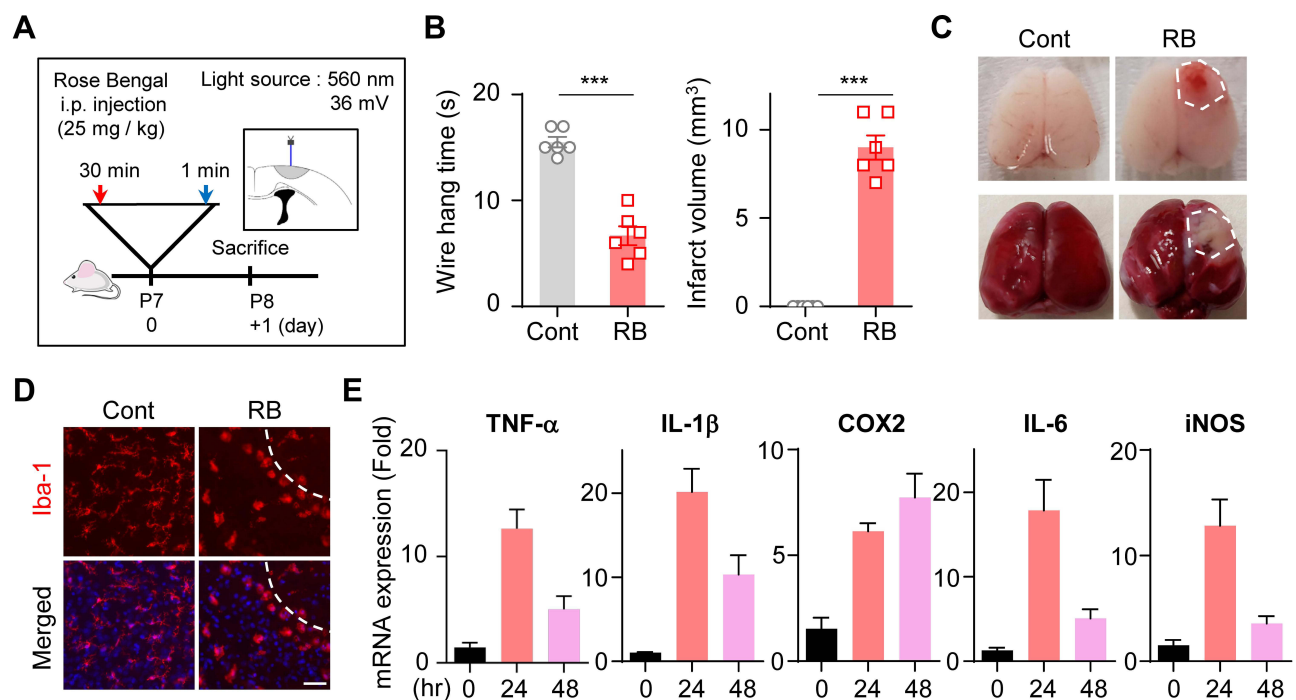 A
Rose Bengal
i.p. injection
(25 mg / kg)
Light source : 560 nm
36 mV
30 min
1 min
Sacrifice
P7
P8
0
+1 (day)
B
Wire hang time (s)
20
10
0
***
Cont
RB
Infarct volume (mm³)
10
5
0
***
Cont
RB
C
Cont
RB
D
Cont
RB
Iba-1
Merged
E
mRNA expression (Fold)
TNF-α
20
10
0
(hr)
0 24 48
IL-1β
20
10
0
0 24 48
COX2
10
5
0
0 24 48
IL-6
20
10
0
0 24 48
iNOS
20
10
0
0 24 48